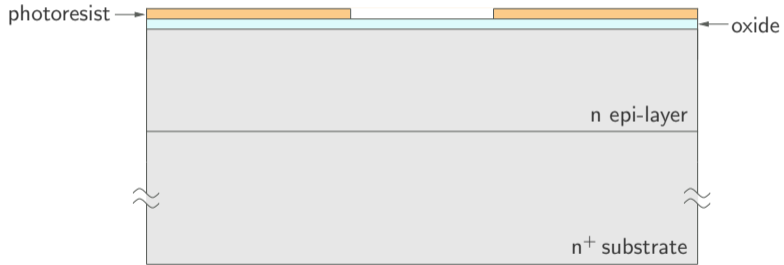 photoresist
oxide
n epi-layer
n⁺ substrate